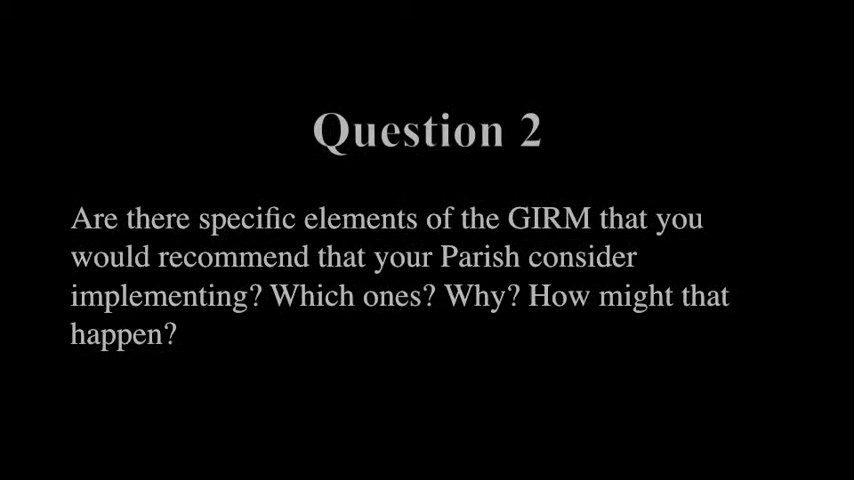 Question 2
Are there specific elements of the GIRM that you
would recommend that your Parish consider
implementing? Which ones? Why? How might that
happen?